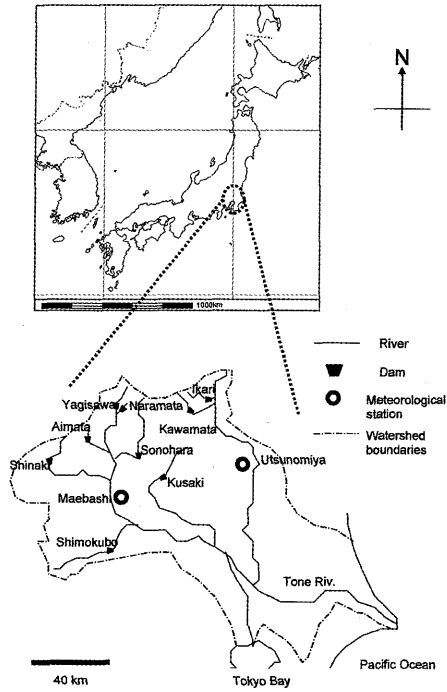 N
1000km
River
Dam
Meteorological
station
Watershed
boundaries
Ikari
Yagisawa
Naramata
Kawamata
Aimata
Sonohara
Shinaki
Utsunomiya
Kusaki
Maebashi
Shimokubo
Tone Riv.
Pacific Ocean
40 km
Tokyo Bay